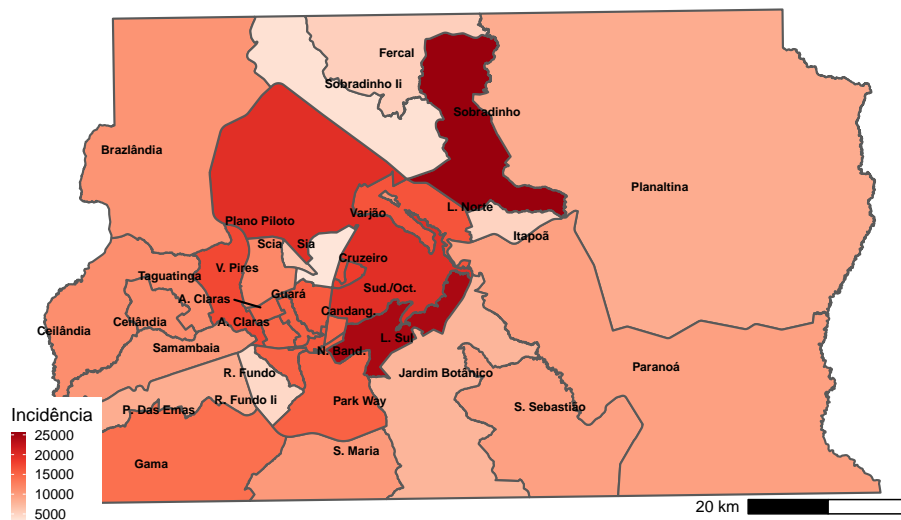 Fercal
Sobradinho Ii
Sobradinho
Brazlândia
Planaltina
L. Norte
Varjão
Plano Piloto
Itapoã
Scia
Sia
Cruzeiro
V. Pires
Taguatinga
Sud./Oct.
Guará
A. Claras
Candang.
Ceilândia
Ceilândia
A. Claras
L. Sul
Samambaia
N. Band.
Paranoá
R. Fundo
Jardim Botânico
R. Fundo Ii
Park Way
P. Das Emas
S. Sebastião
S. Maria
Gama
Incidência
25000
20000
15000
10000
5000
20 km